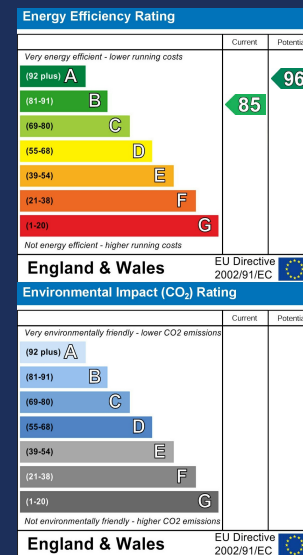 Energy Efficiency Rating
Current Potential
Very energy efficient - lower running costs
(92 plus) A
(81-91) B
(69-80) C
(55-68) D
(39-54) E
(21-38) F
(1-20) G
85
96
Not energy efficient - higher running costs
England & Wales
EU Directive
2002/91/EC
Environmental Impact (CO₂) Rating
Current Potential
Very environmentally friendly - lower CO2 emissions
(92 plus) A
(81-91) B
(69-80) C
(55-68) D
(39-54) E
(21-38) F
(1-20) G
Not environmentally friendly - higher CO2 emissions
England & Wales
EU Directive
2002/91/EC